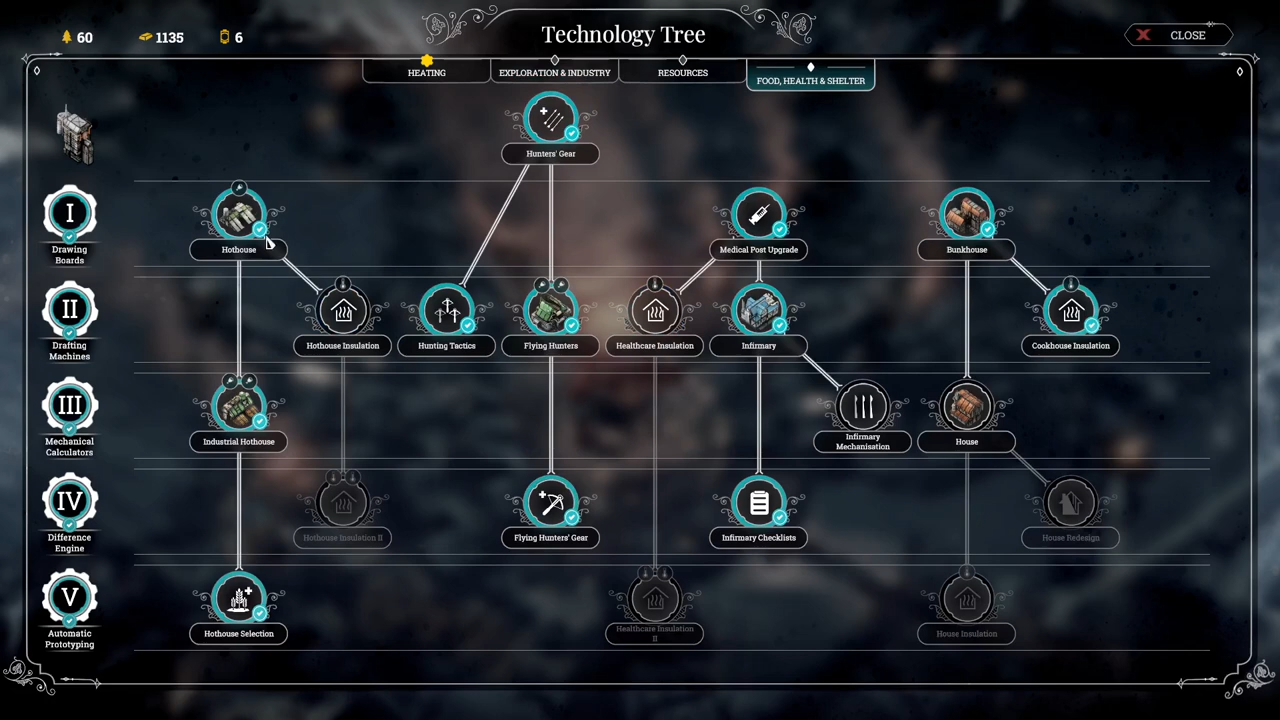 60 1135 6
Technology Tree
CLOSE
HEATING
EXPLORATION & INDUSTRY
RESOURCES
FOOD, HEALTH & SHELTER
Hunters' Gear
I
Drawing
Boards
Hothouse
Medical Post Upgrade
Bunkhouse
II
Drafting
Machines
Hothouse Insulation
Hunting Tactics
Flying Hunters
Healthcare Insulation
Infirmary
Cookhouse Insulation
III
Mechanical
Calculators
Industrial Hothouse
Infirmary
Mechanisation
House
IV
Difference
Engine
Hothouse Insulation II
Flying Hunters' Gear
Infirmary Checklists
House Redesign
V
Automatic
Prototyping
Hothouse Selection
Healthcare Insulation
II
House Insulation